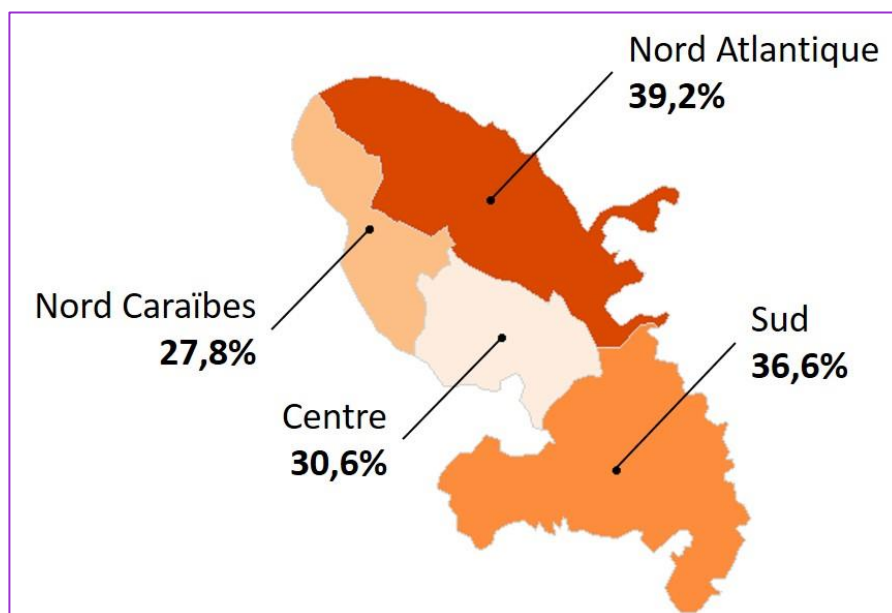 Nord Atlantique
39,2%
Nord Caraïbes
27,8%
Sud
36,6%
Centre
30,6%